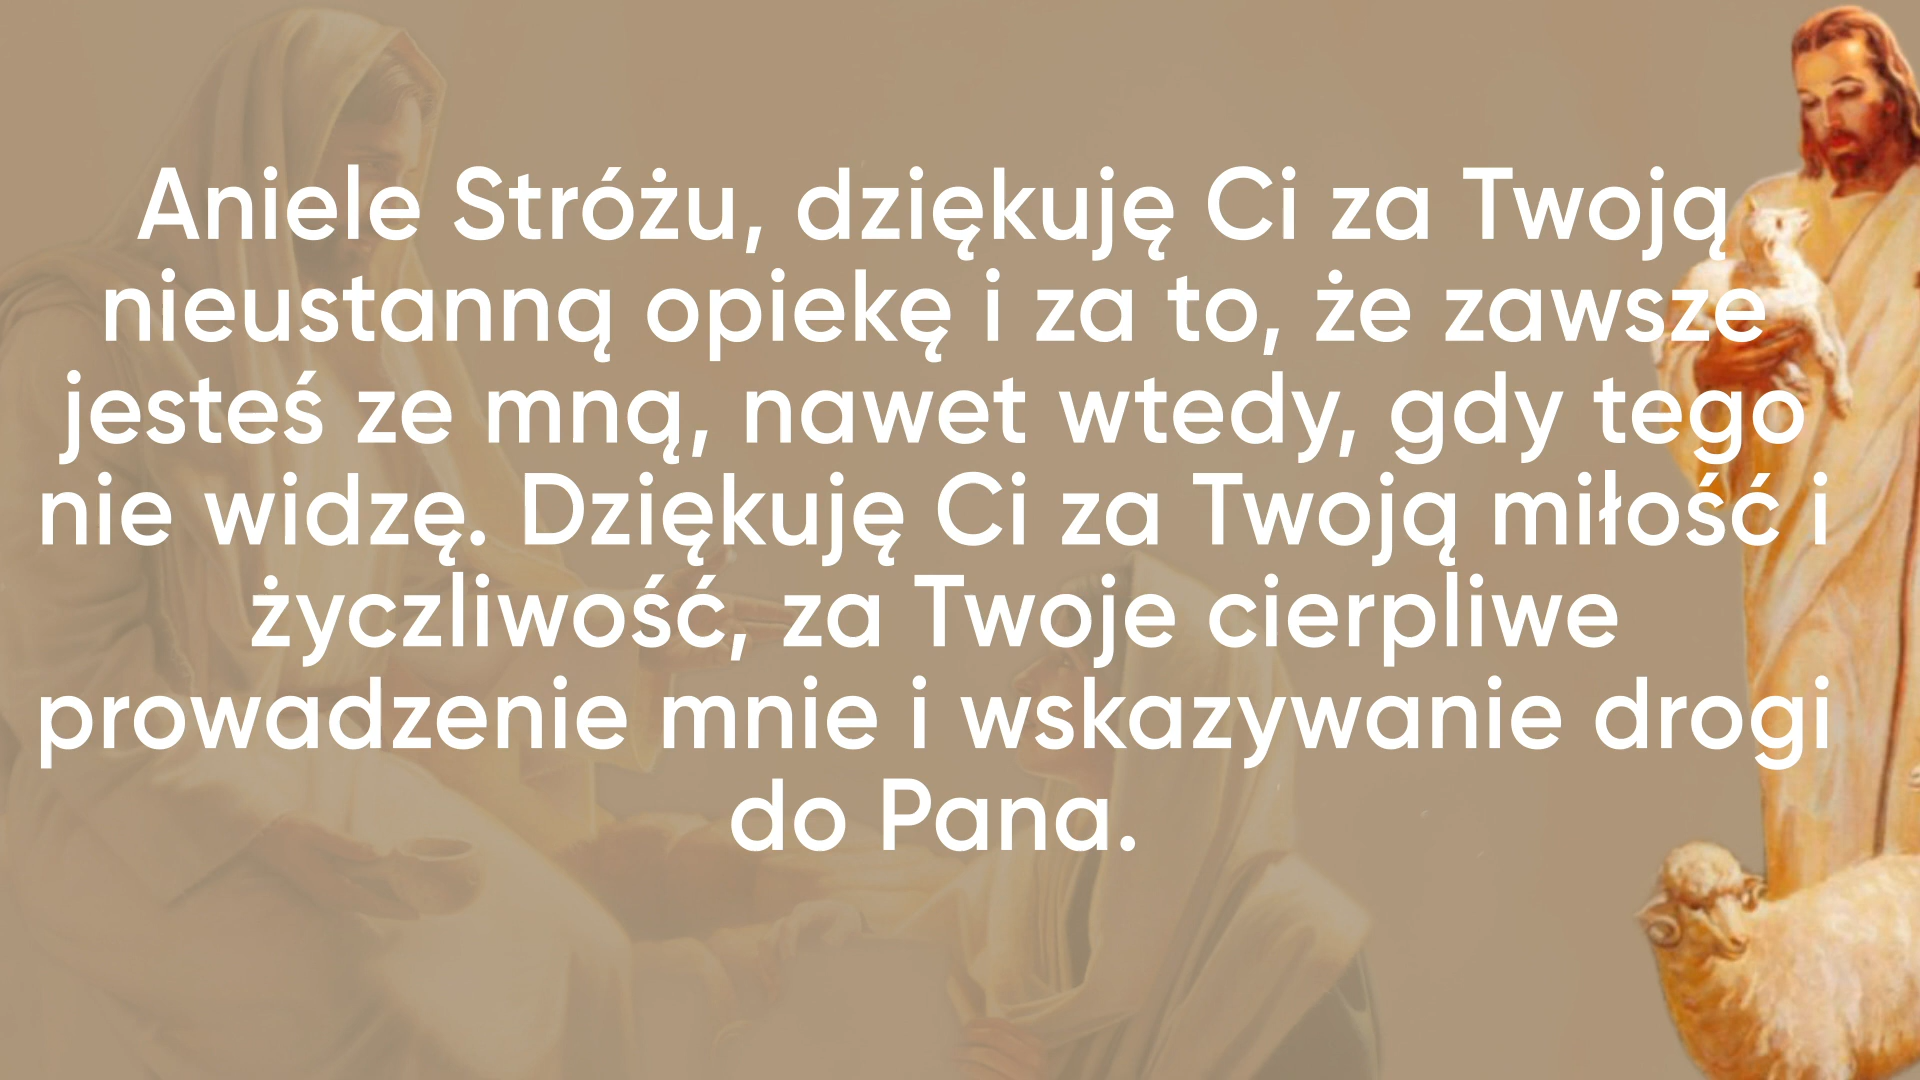 Aniele Stróżu, dziękuję Ci za Twoją
nieustanną opiekę i za to, że zawsze
jesteś ze mną, nawet wtedy, gdy tego
nie widzę. Dziękuję Ci za Twoją miłość i
życzliwość, za Twoje cierpliwe
prowadzenie mnie i wskazywanie drogi
do Pana.